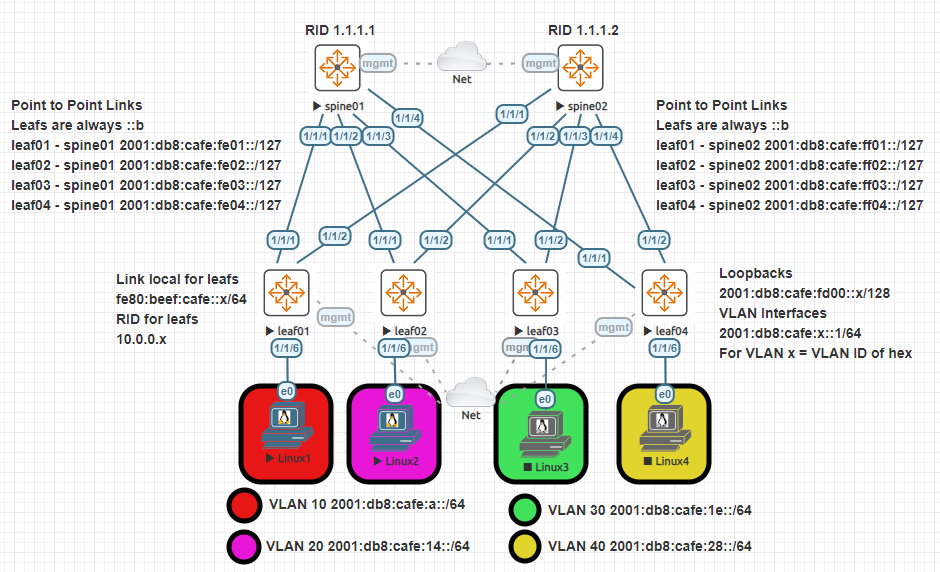 RID 1.1.1.1
RID 1.1.1.2
mgmt
Net
mgmt
spine01
spine02
Point to Point Links
Leafs are always ::b
leaf01 - spine01 2001:db8:cafe:fe01::/127
leaf02 - spine01 2001:db8:cafe:fe02::/127
leaf03 - spine01 2001:db8:cafe:fe03::/127
leaf04 - spine01 2001:db8:cafe:fe04::/127
1/1/1
1/1/2
1/1/3
1/1/4
1/1/1
1/1/2
1/1/3
1/1/4
Point to Point Links
Leafs are always ::b
leaf01 - spine02 2001:db8:cafe:ff01::/127
leaf02 - spine02 2001:db8:cafe:ff02::/127
leaf03 - spine02 2001:db8:cafe:ff03::/127
leaf04 - spine02 2001:db8:cafe:ff04::/127
1/1/1
1/1/2
1/1/1
1/1/2
1/1/1
1/1/2
1/1/1
1/1/2
Link local for leafs
fe80:beef:cafe::x/64
RID for leafs
10.0.0.x
Loopbacks
2001:db8:cafe:fd00::x/128
VLAN Interfaces
2001:db8:cafe:x::1/64
For VLAN x = VLAN ID of hex
mgmt
mgmt
leaf01
leaf02
leaf03
leaf04
1/1/6
1/1/6
mgmt
mgmt
1/1/6
1/1/6
Net
e0
e0
e0
e0
Linux1
Linux2
Linux3
Linux4
VLAN 10 2001:db8:cafe:a::/64
VLAN 30 2001:db8:cafe:1e::/64
VLAN 20 2001:db8:cafe:14::/64
VLAN 40 2001:db8:cafe:28::/64